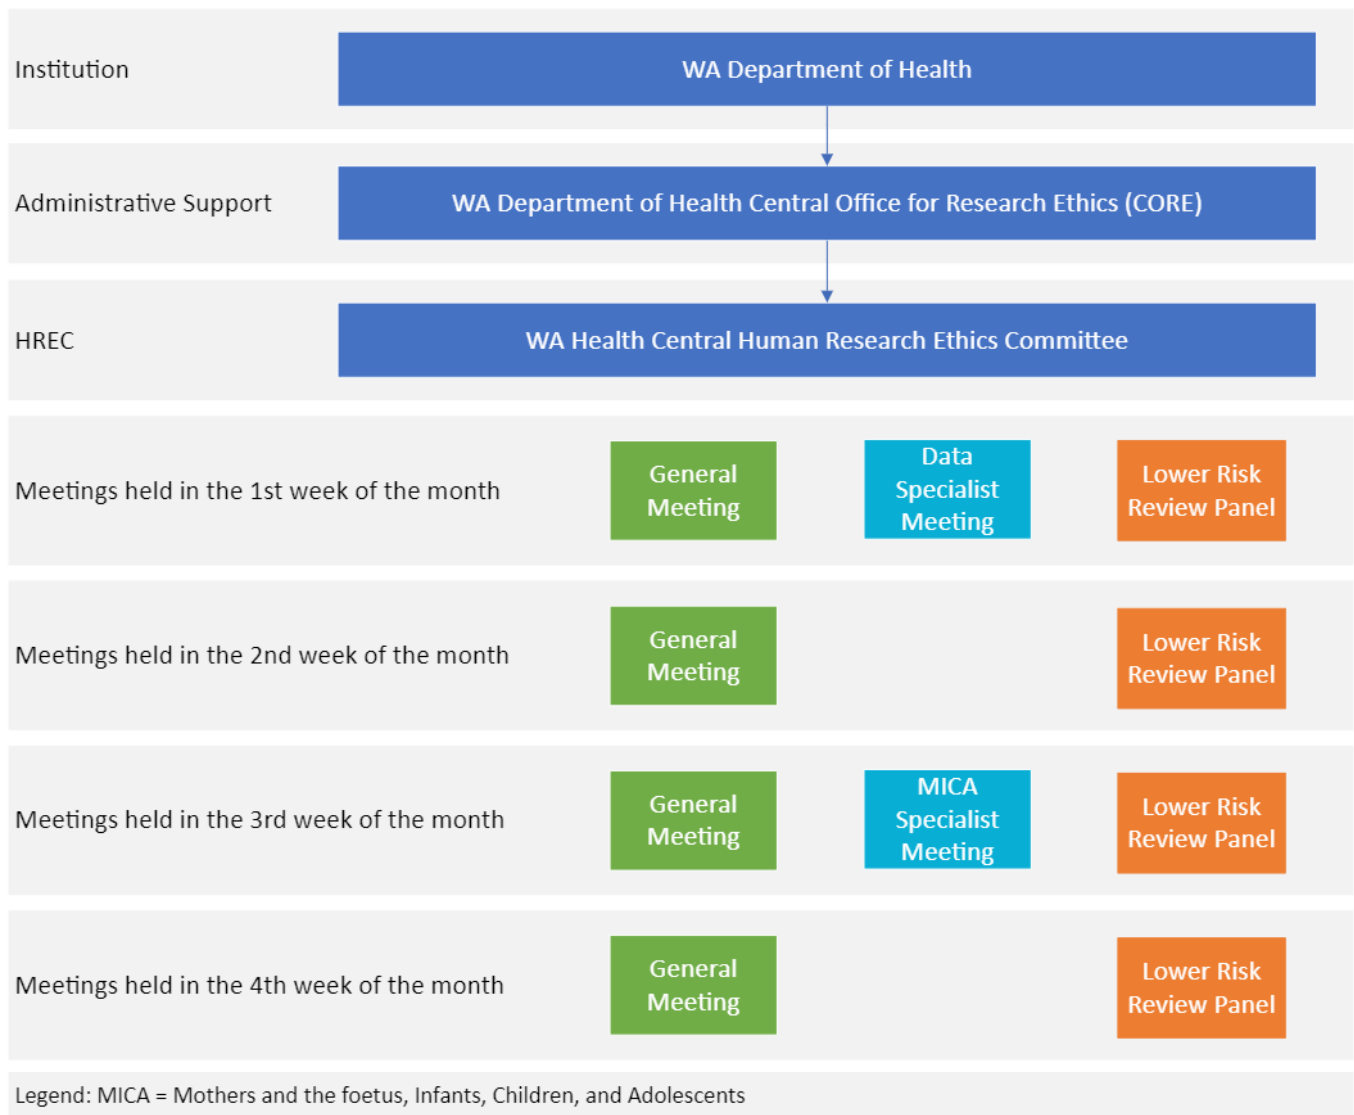 Institution
WA Department of Health
Administrative Support
WA Department of Health Central Office for Research Ethics (CORE)
HREC
WA Health Central Human Research Ethics Committee
Meetings held in the 1st week of the month
General
Meeting
Data
Specialist
Meeting
Lower Risk
Review Panel
Meetings held in the 2nd week of the month
General
Meeting
Lower Risk
Review Panel
Meetings held in the 3rd week of the month
General
Meeting
MICA
Specialist
Meeting
Lower Risk
Review Panel
Meetings held in the 4th week of the month
General
Meeting
Lower Risk
Review Panel
Legend: MICA = Mothers and the foetus, Infants, Children, and Adolescents